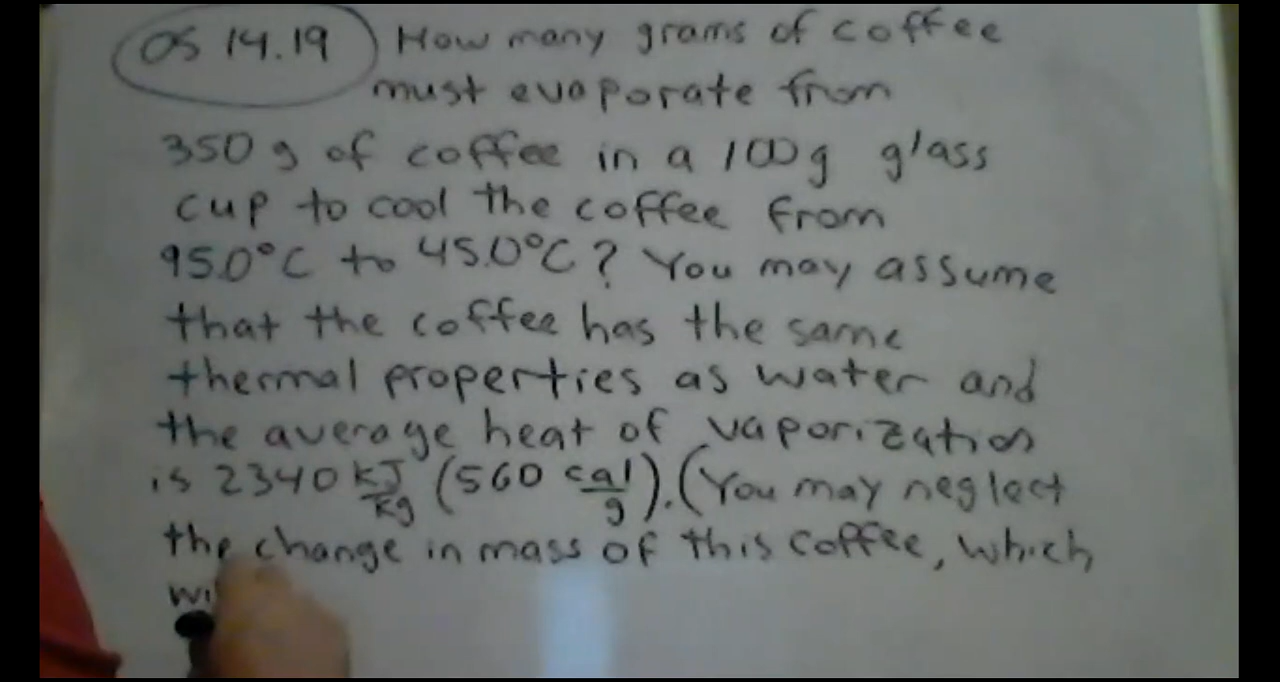 OS 14.19 How many grams of coffee
must evaporate from
350 g of coffee in a 100g glass
cup to cool the coffee from
95.0°C to 45.0°C? You may assume
that the coffee has the same
thermal properties as water and
the average heat of vaporization
is 2340 kJ/kg (560 cal/g). (You may neglect
the change in mass of this coffee, which